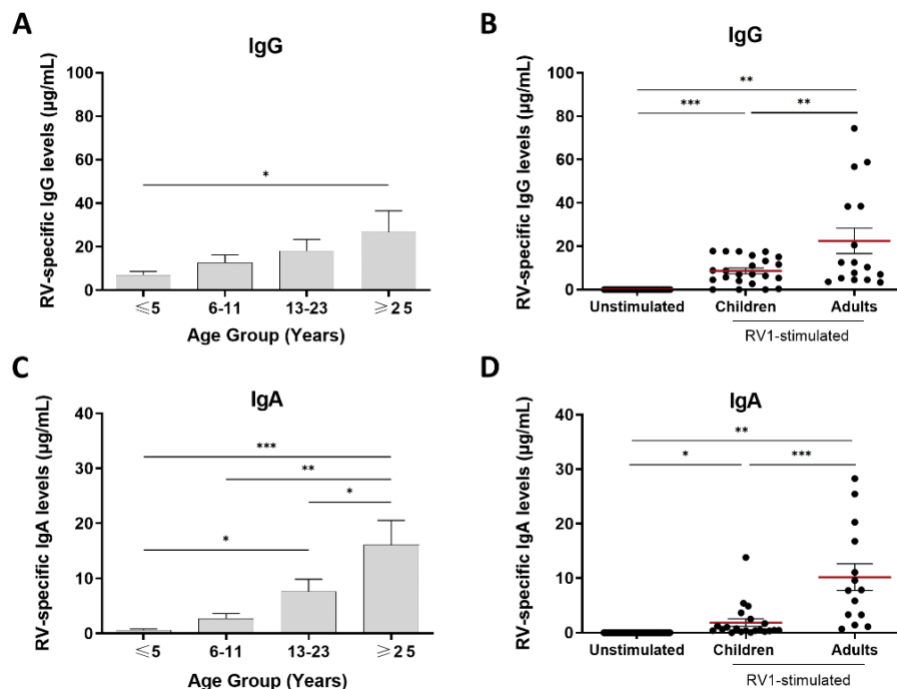 A
IgG
RV-specific IgG levels (μg/mL)
100
80
60
40
20
0
*
⩽5
6-11
13-23
⩾25
Age Group (Years)
B
IgG
RV-specific IgG levels (μg/mL)
100
80
60
40
20
0
**
***
**
Unstimulated
Children
Adults
RV1-stimulated
C
IgA
RV-specific IgA levels (μg/mL)
40
30
20
10
0
***
**
*
*
⩽5
6-11
13-23
⩾25
Age Group (Years)
D
IgA
RV-specific IgA levels (μg/mL)
40
30
20
10
0
**
*
***
Unstimulated
Children
Adults
RV1-stimulated